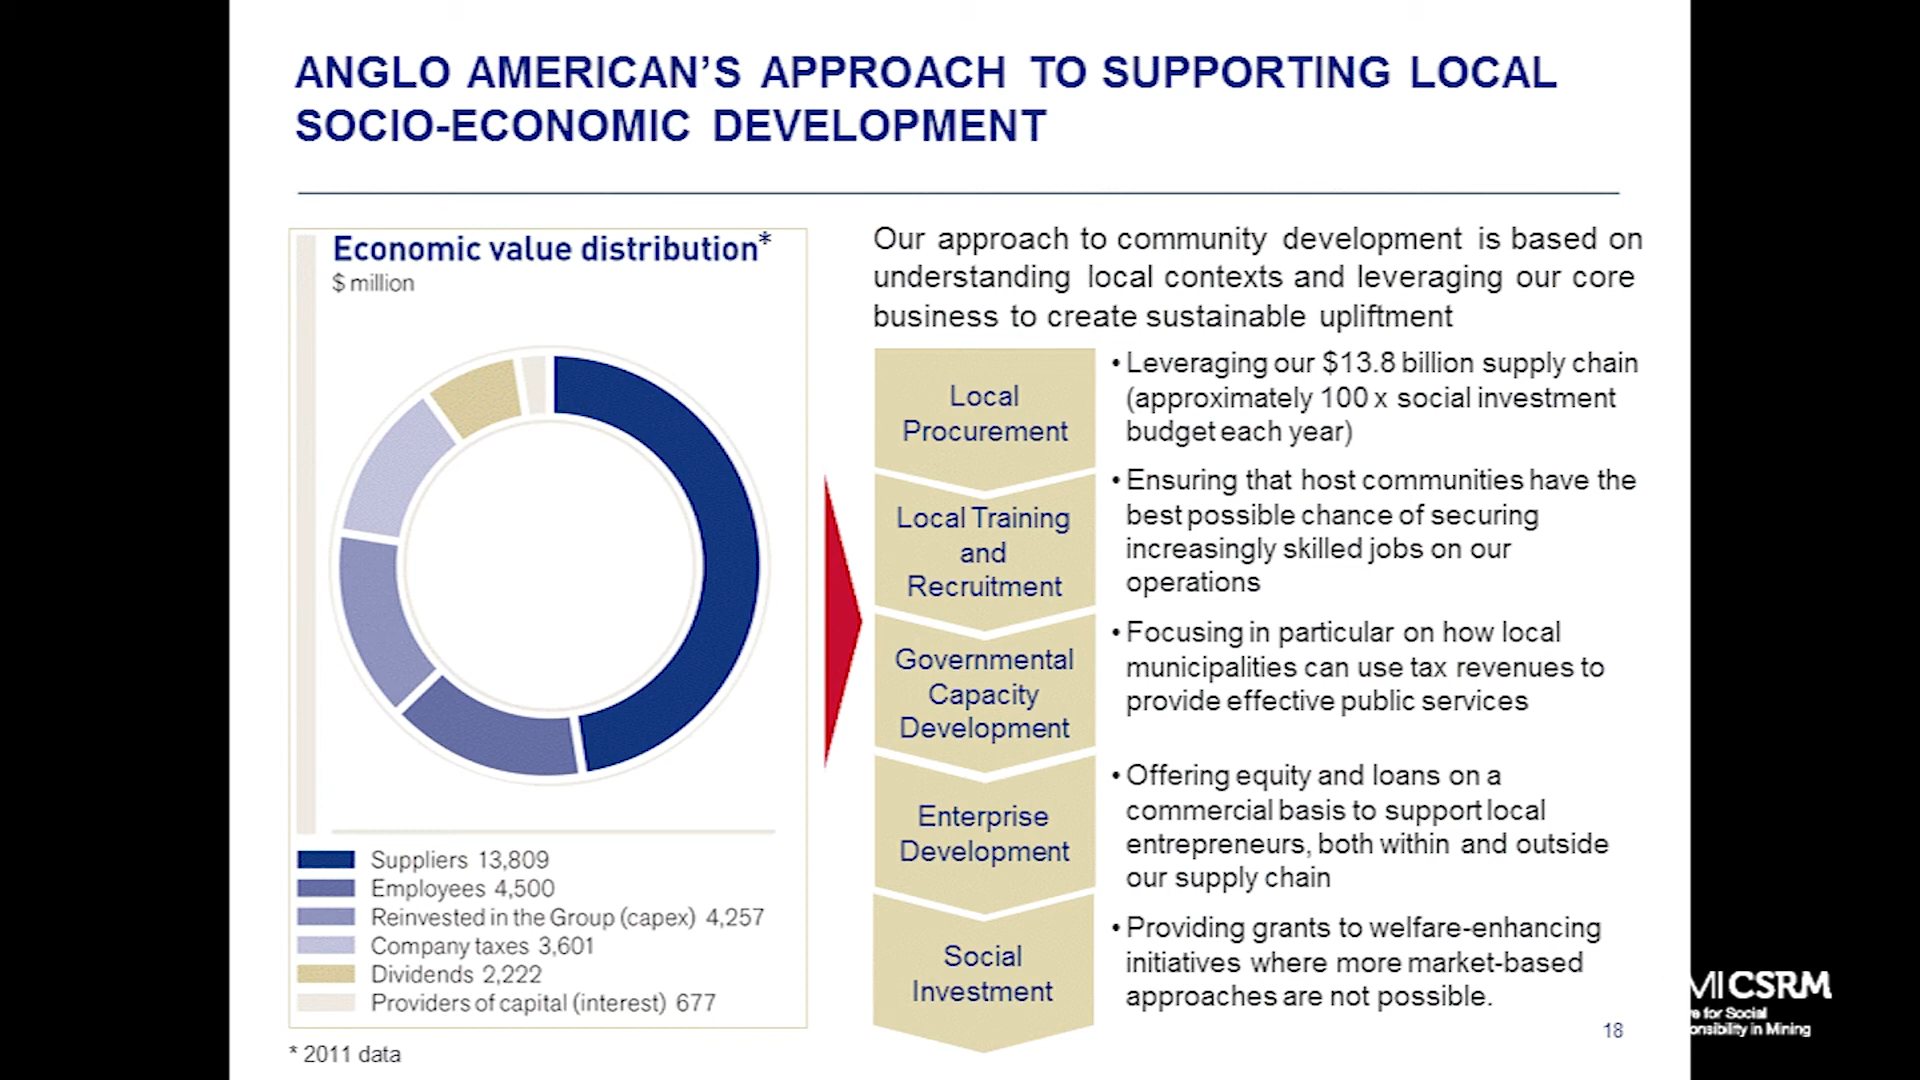 ANGLO AMERICAN’S APPROACH TO SUPPORTING LOCAL
SOCIO-ECONOMIC DEVELOPMENT
Economic value distribution*
$ million
Suppliers 13,809
Employees 4,500
Reinvested in the Group (capex) 4,257
Company taxes 3,601
Dividends 2,222
Providers of capital (interest) 677
* 2011 data
Our approach to community development is based on
understanding local contexts and leveraging our core
business to create sustainable upliftment
Local
Procurement
• Leveraging our $13.8 billion supply chain
(approximately 100 x social investment
budget each year)
Local Training
and
Recruitment
• Ensuring that host communities have the
best possible chance of securing
increasingly skilled jobs on our
operations
Governmental
Capacity
Development
• Focusing in particular on how local
municipalities can use tax revenues to
provide effective public services
Enterprise
Development
• Offering equity and loans on a
commercial basis to support local
entrepreneurs, both within and outside
our supply chain
Social
Investment
• Providing grants to welfare-enhancing
initiatives where more market-based
approaches are not possible.
18
CSRM
for Social
in Mining